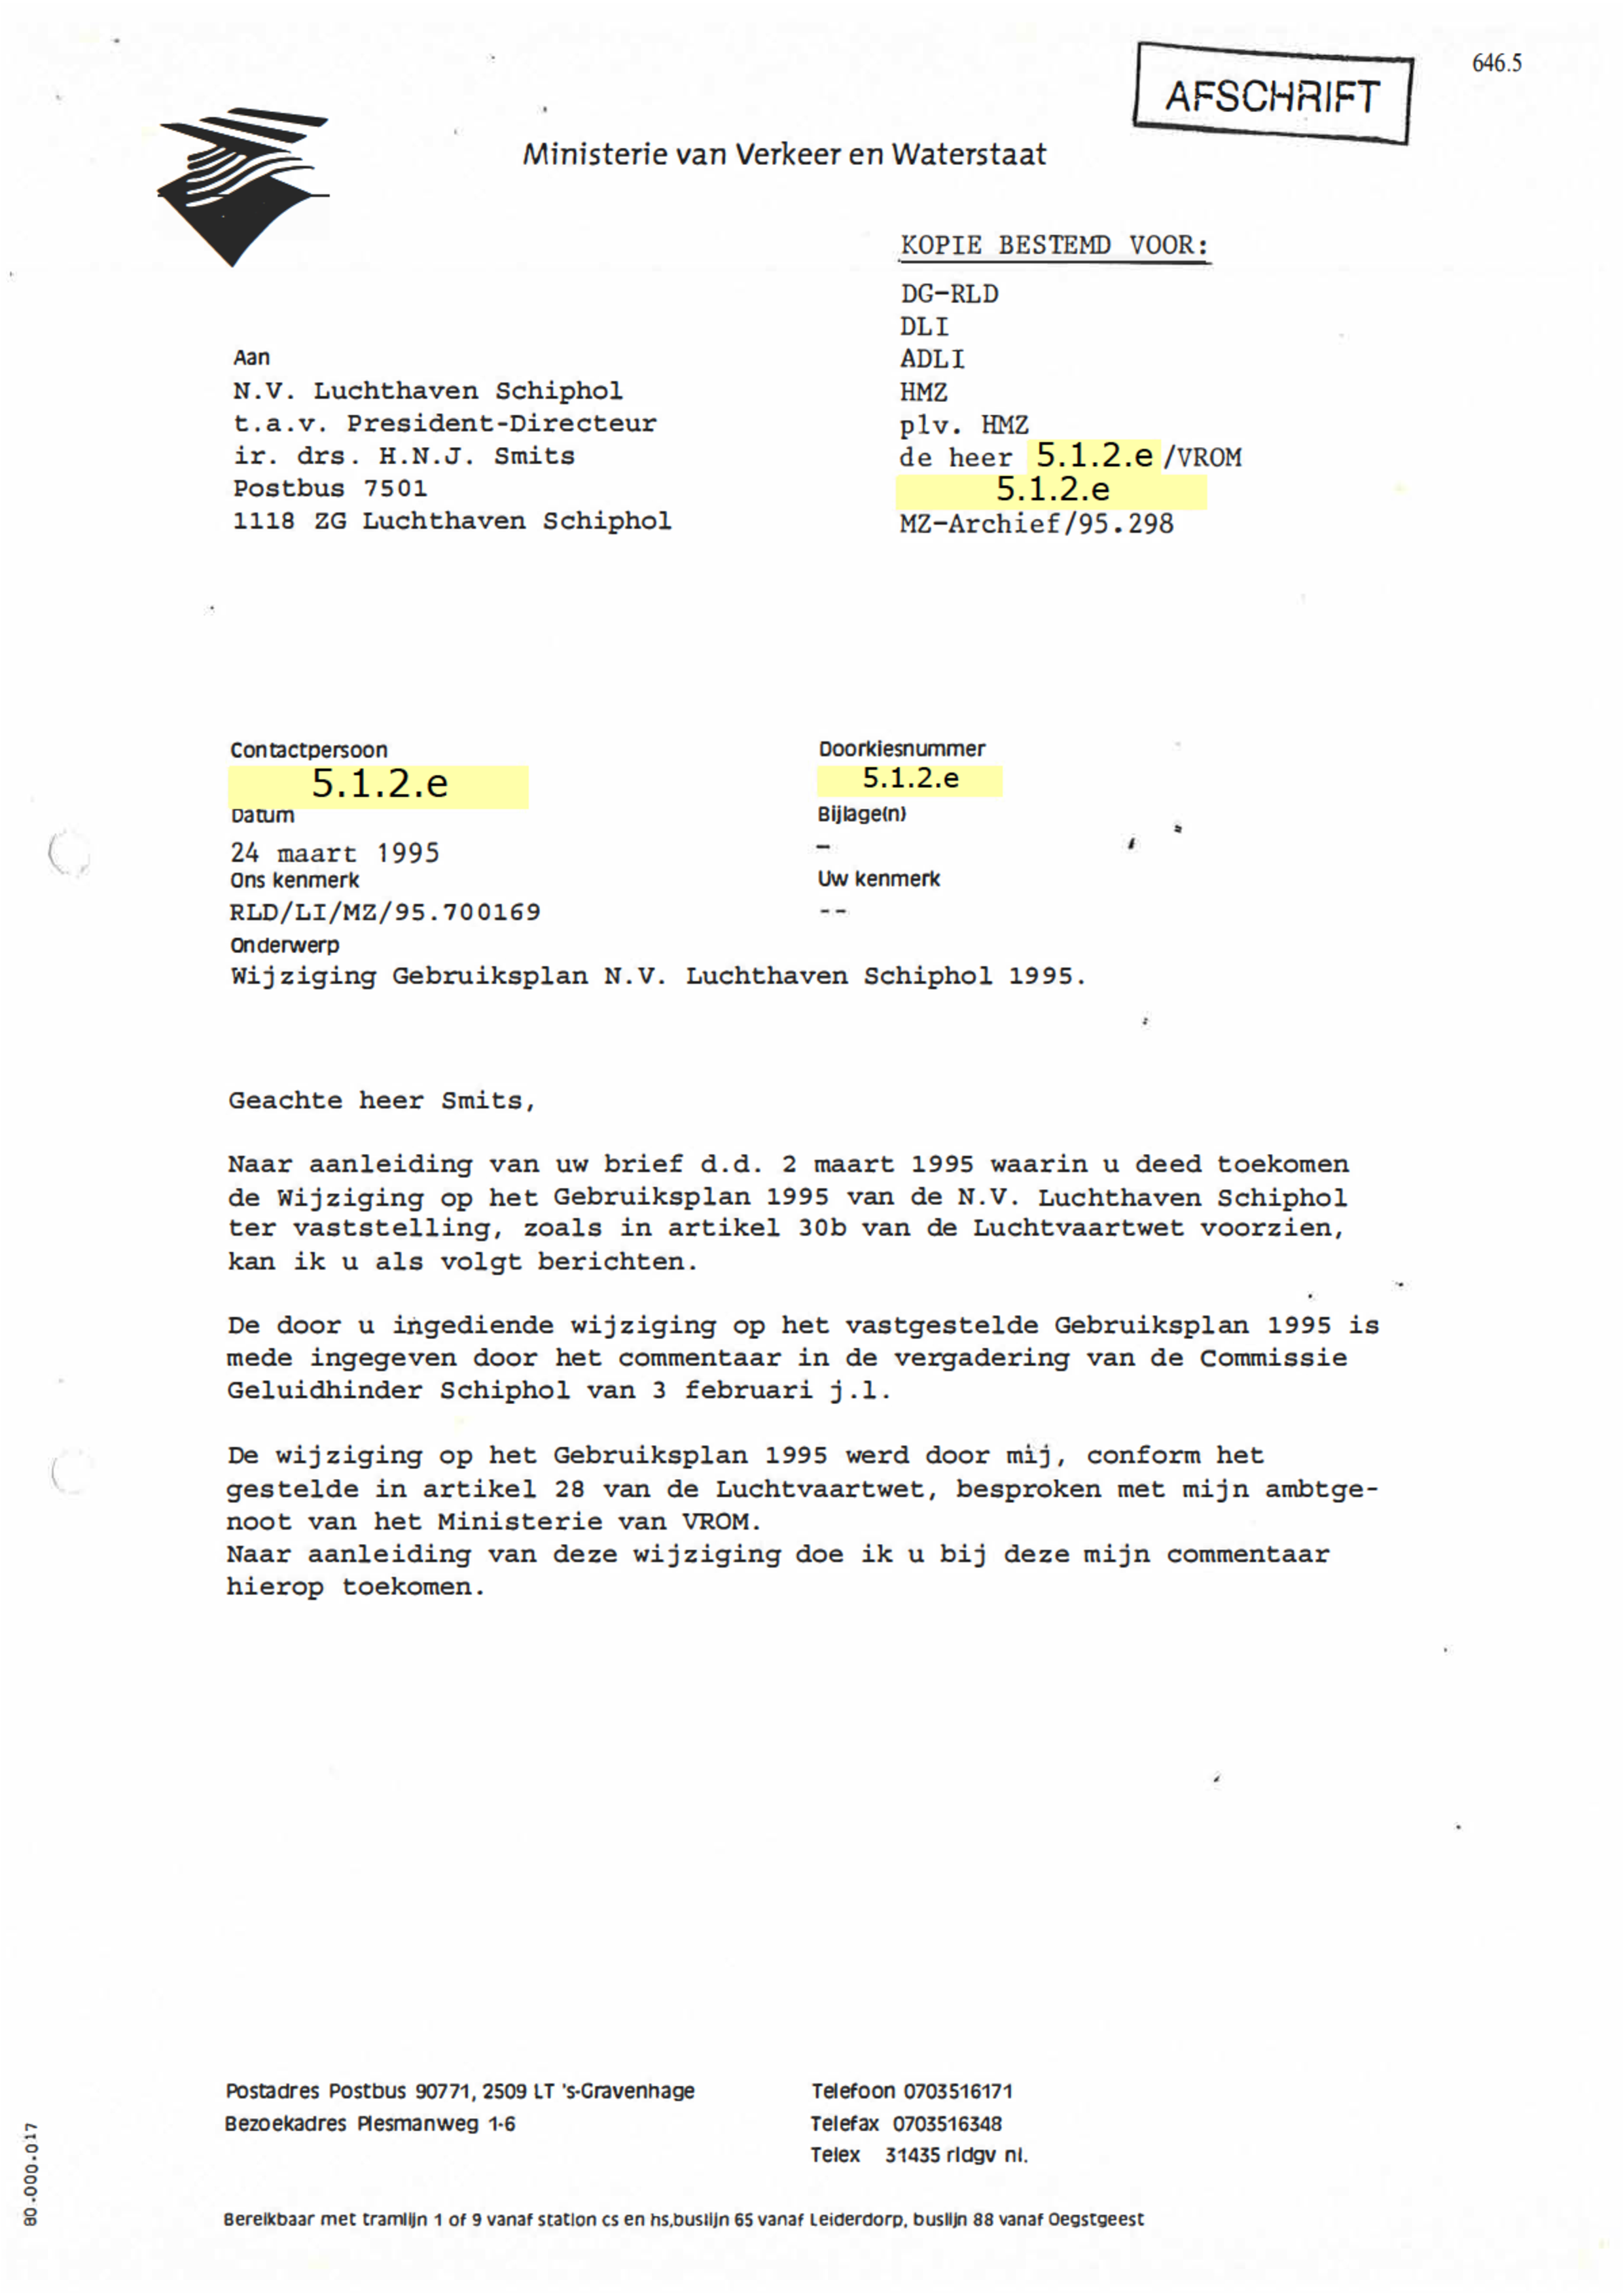 646.5
AFSCHRIFT
Ministerie van Verkeer en Waterstaat
KOPIE BESTEMD VOOR:
DG-RLD
DLI
ADLI
HMZ
plv. HMZ
de heer 5.1.2.e /VROM
5.1.2.e
MZ-Archief/95.298
Aan
N.V. Luchthaven Schiphol
t.a.v. President-Directeur
ir. drs. H.N.J. Smits
Postbus 7501
1118 ZG Luchthaven Schiphol
Contactpersoon
5.1.2.e
Doorkiesnummer
5.1.2.e
Datum
24 maart 1995
Bijlage(n)
-
Ons kenmerk
RLD/LI/MZ/95.700169
Uw kenmerk
--
Onderwerp
Wijziging Gebruiksplan N.V. Luchthaven Schiphol 1995.
Geachte heer Smits,
Naar aanleiding van uw brief d.d. 2 maart 1995 waarin u deed toekomen
de Wijziging op het Gebruiksplan 1995 van de N.V. Luchthaven Schiphol
ter vaststelling, zoals in artikel 30b van de Luchtvaartwet voorzien,
kan ik u als volgt berichten.
De door u ingediende wijziging op het vastgestelde Gebruiksplan 1995 is
mede ingegeven door het commentaar in de vergadering van de Commissie
Geluidhinder Schiphol van 3 februari j.l.
De wijziging op het Gebruiksplan 1995 werd door mij, conform het
gestelde in artikel 28 van de Luchtvaartwet, besproken met mijn ambtge-
noot van het Ministerie van VROM.
Naar aanleiding van deze wijziging doe ik u bij deze mijn commentaar
hierop toekomen.
Postadres Postbus 90771, 2509 LT 's-Gravenhage
Bezoekadres Plesmanweg 1-6
Telefoon 0703516171
Telefax 0703516348
Telex 31435 rldgv nl.
Bereikbaar met tramlijn 1 of 9 vanaf station cs en hs,buslijn 65 vanaf Leiderdorp, buslijn 88 vanaf Oegstgeest
80.000.017